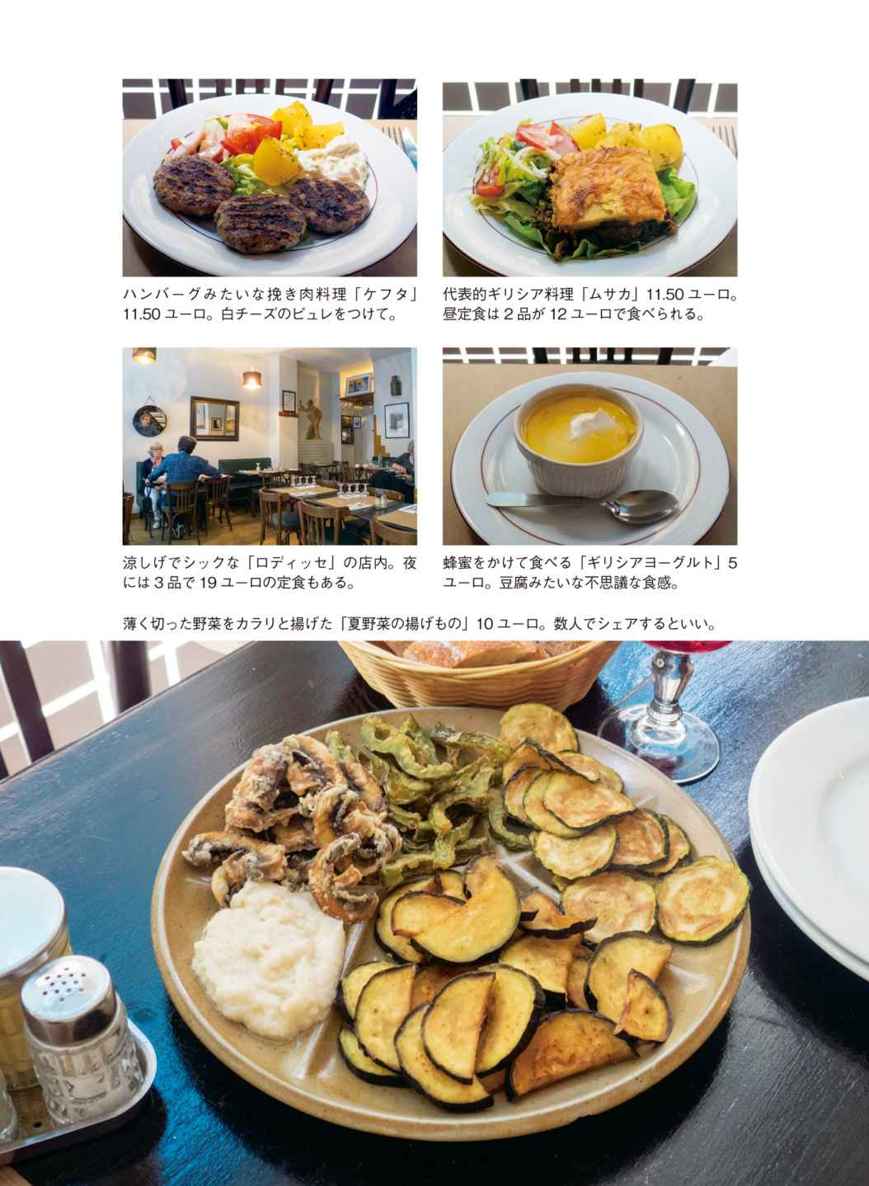 ハンバーグみたいな挽き肉料理「ケフタ」
11.50 ユーロ。白チーズのピュレをつけて。
代表的ギリシア料理「ムサカ」11.50 ユーロ。
昼定食は 2 品が 12 ユーロで食べられる。
涼しげでシックな「ロディッセ」の店内。夜
には 3 品で 19 ユーロの定食もある。
蜂蜜をかけて食べる「ギリシアヨーグルト」5
ユーロ。豆腐みたいな不思議な食感。
薄く切った野菜をカラリと揚げた「夏野菜の揚げもの」10 ユーロ。数人でシェアするといい。